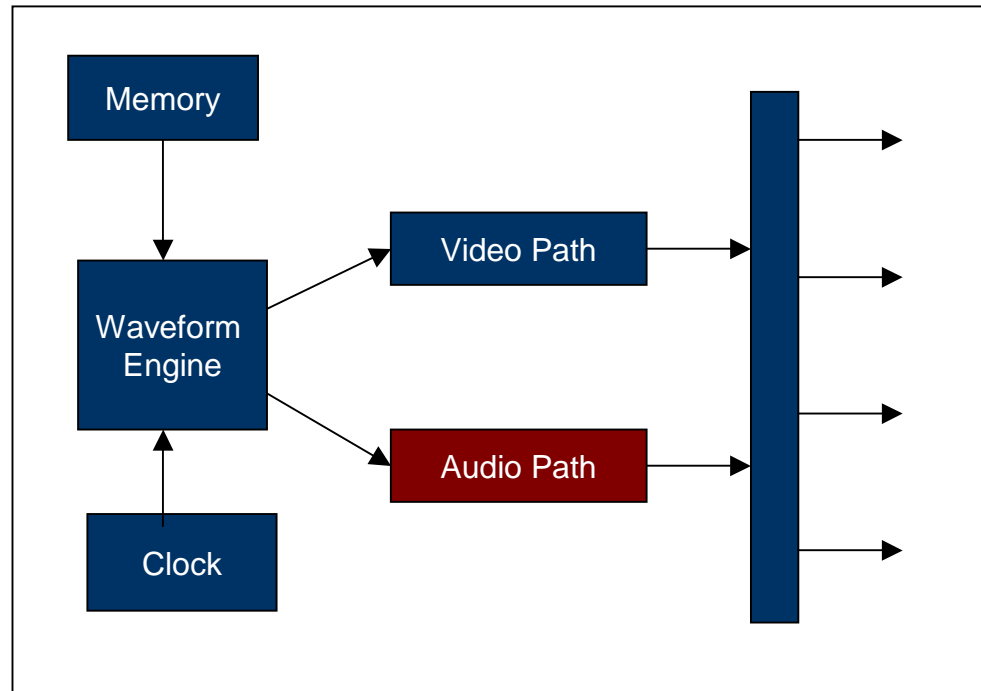 Memory
Video Path
Waveform
Engine
Audio Path
Clock